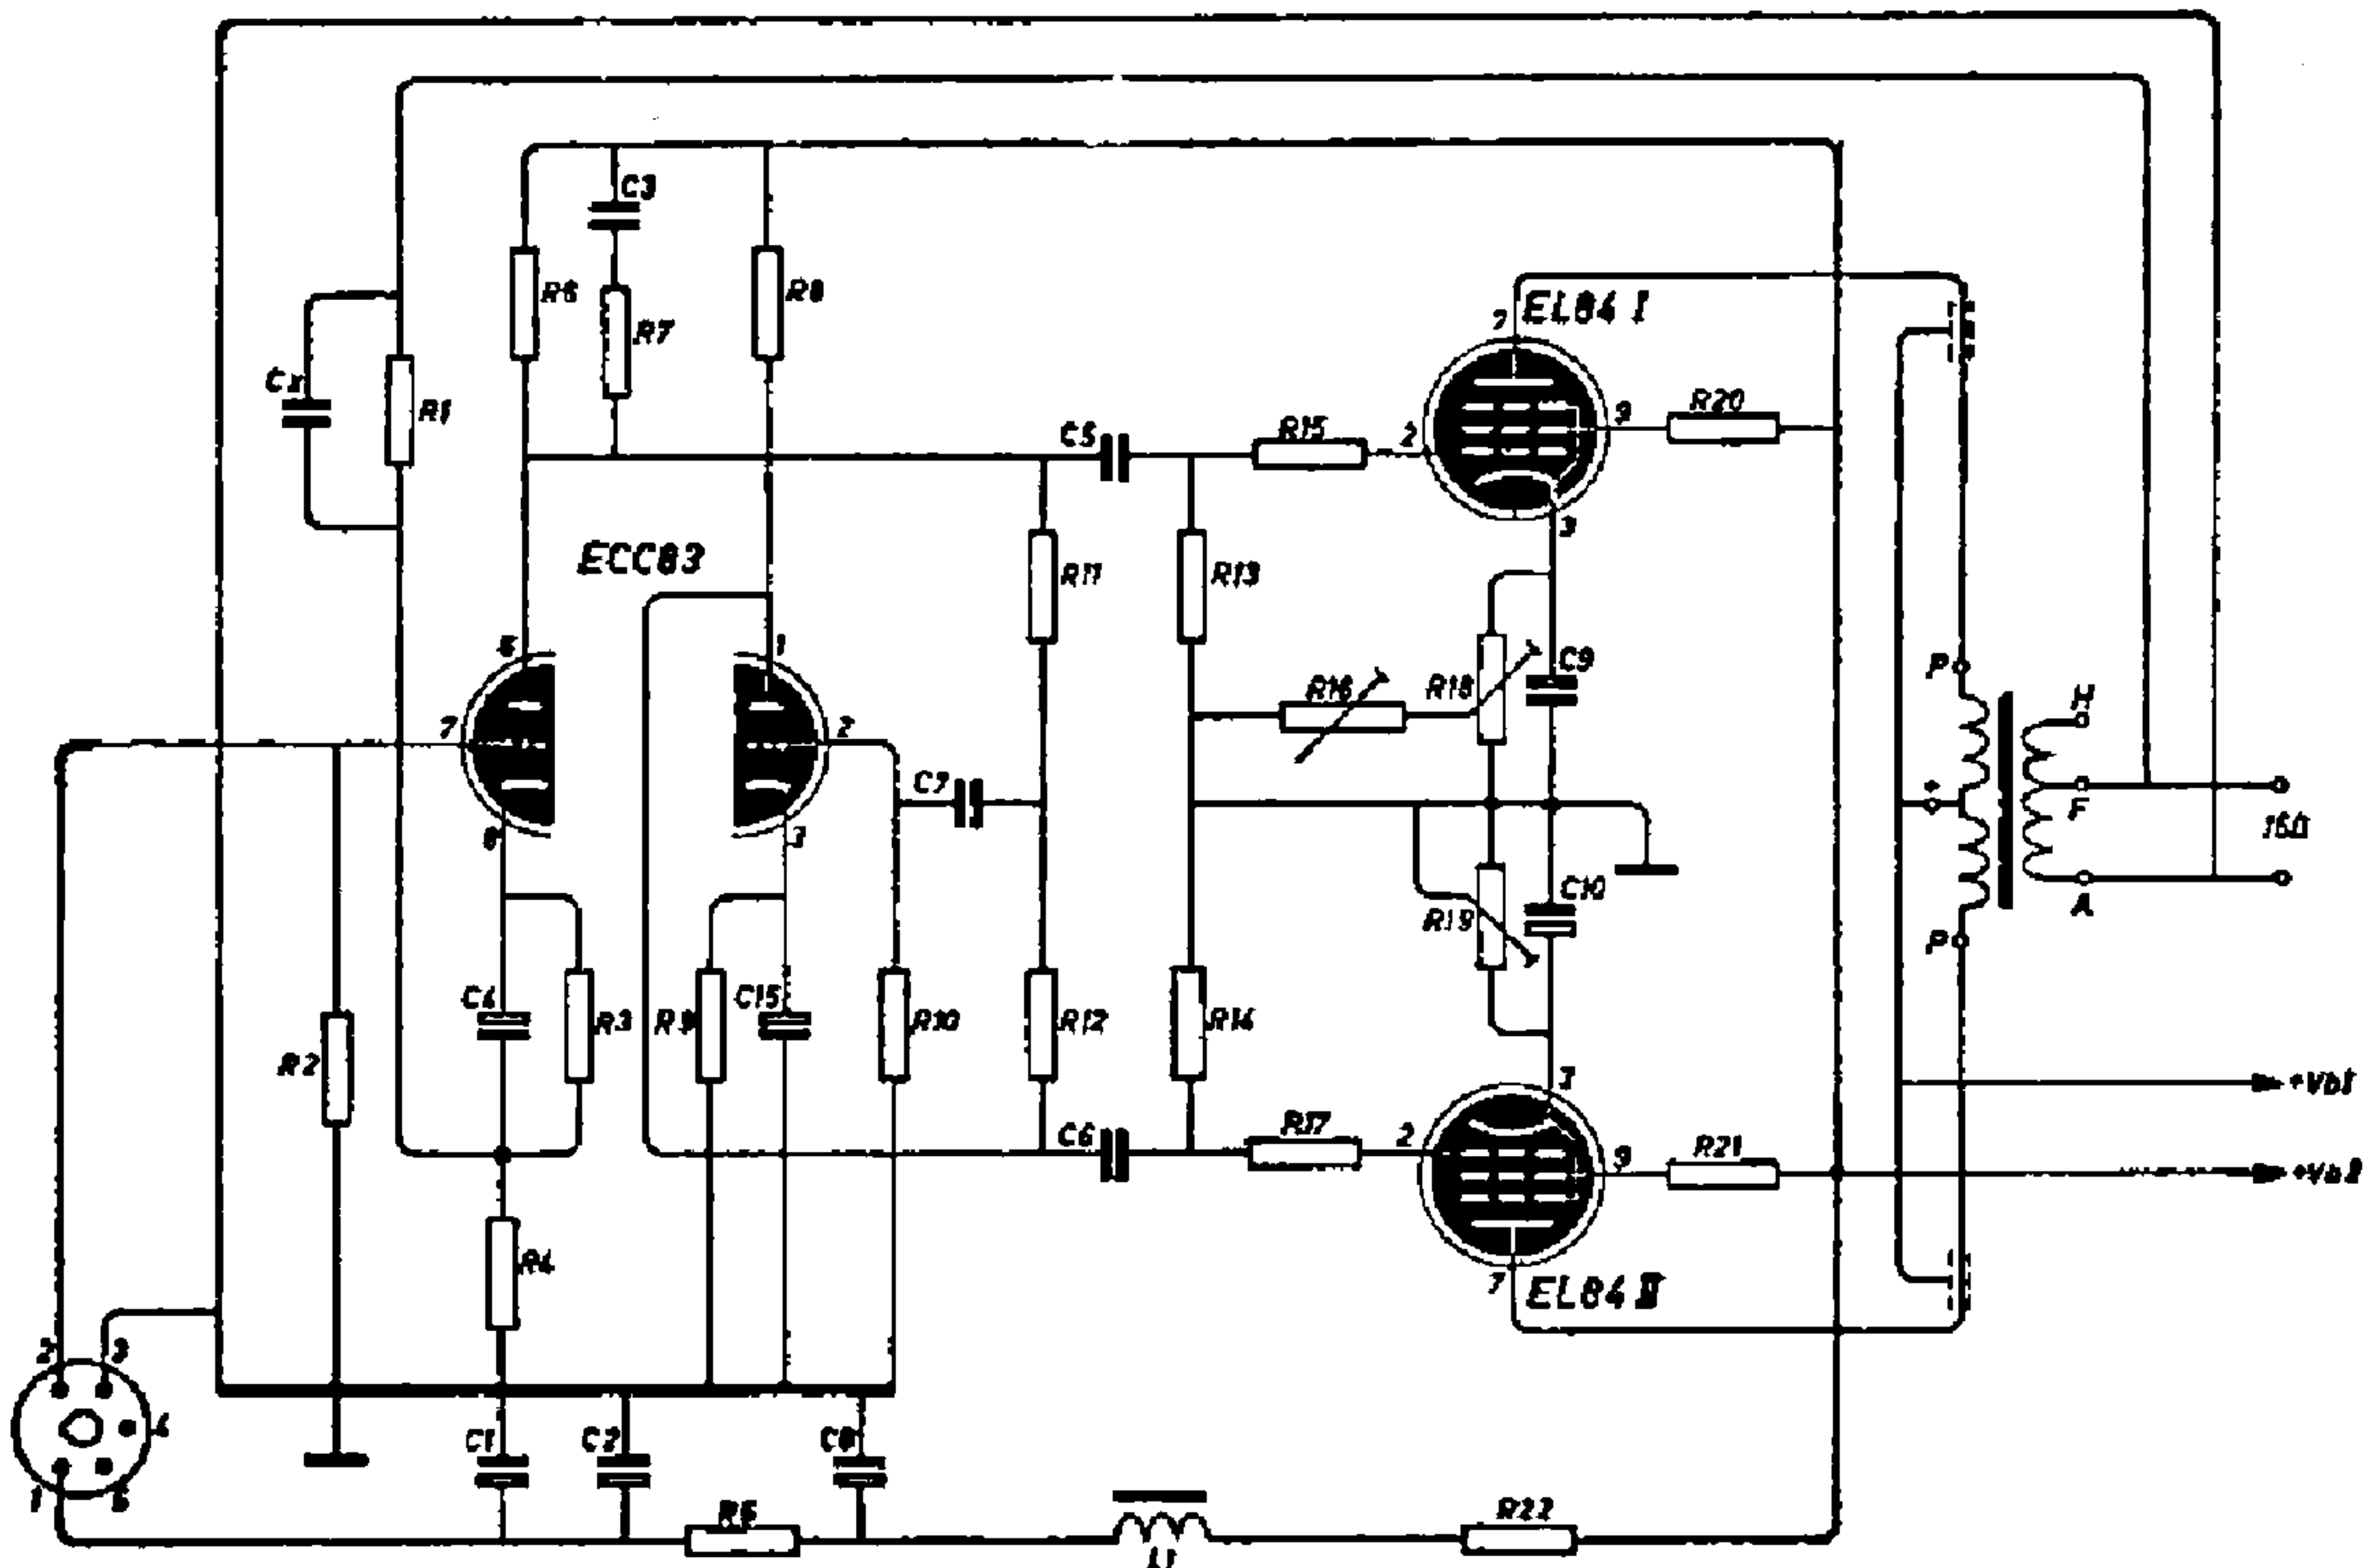 C3
R6
R7
R8
EL84 I
7
R1
C5
R15
2
9
R20
3
ECC83
R11
R13
6
1
7
2
R16
R18
C9
P
H
C7
+
F
15Ω
8
3
R19
C10
A
P
C4
R3
R9
C15
R10
R12
R14
R2
3
+Vb1
C6
R17
2
9
R21
+Vb2
R4
7
EL84 II
2
3
4
C1
C2
C8
1
5
R5
R22
L1